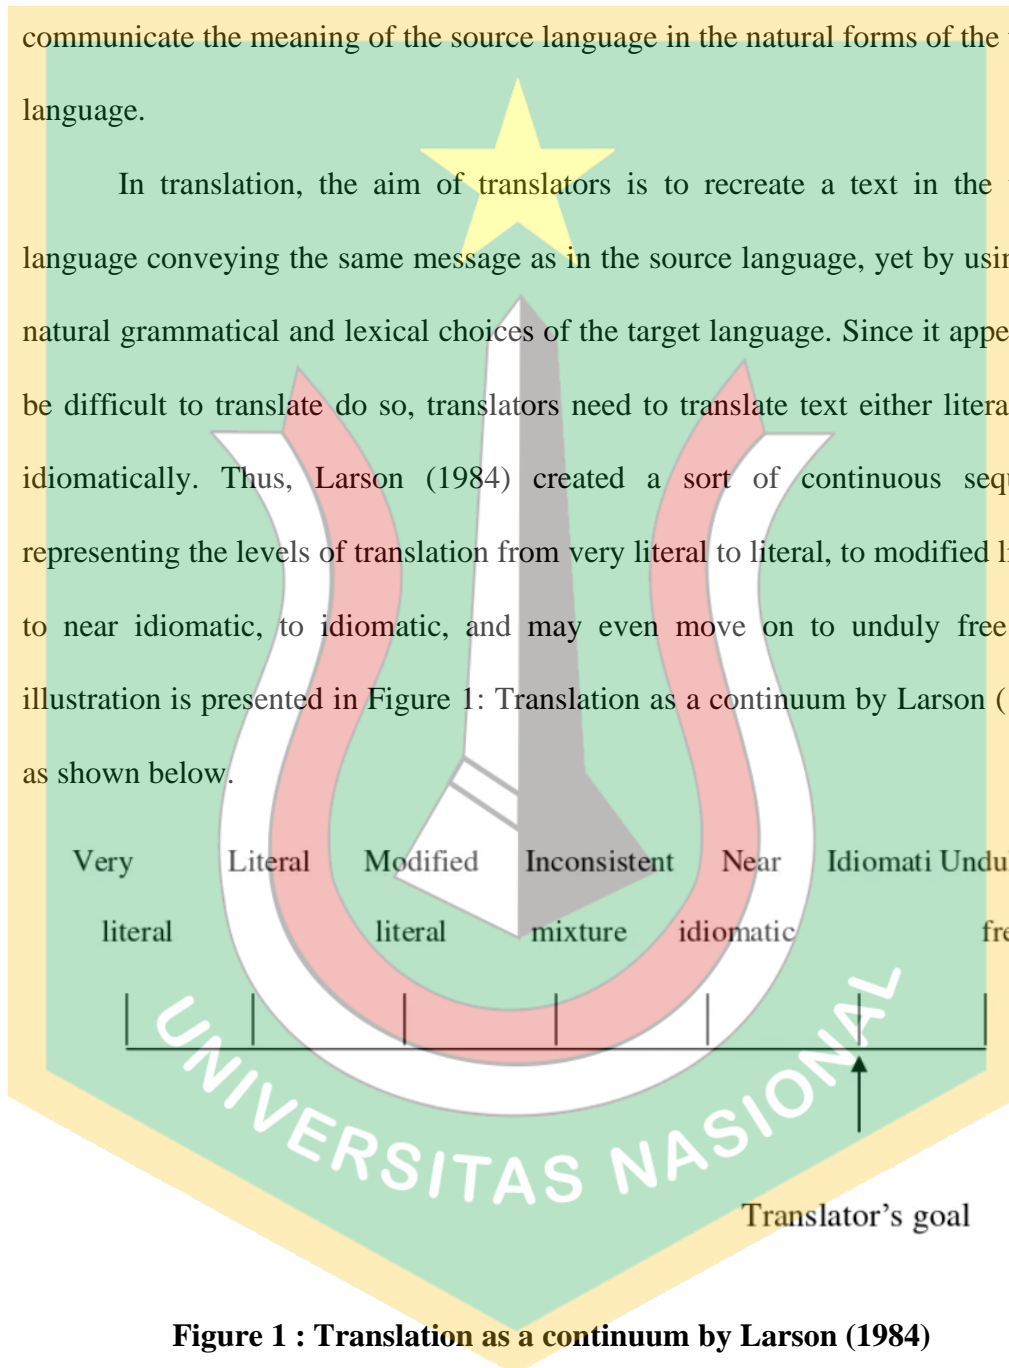 communicate the meaning of the source language in the natural forms of the
language.
In translation, the aim of translators is to recreate a text in the
language conveying the same message as in the source language, yet by
natural grammatical and lexical choices of the target language. Since it
be difficult to translate do so, translators need to translate text either
idiomatically. Thus, Larson (1984) created a sort of continuous
representing the levels of translation from very literal to literal, to modified
to near idiomatic, to idiomatic, and may even move on to unduly free
illustration is presented in Figure 1: Translation as a continuum by Larson (
as shown below.
Very Literal Modified Inconsistent Near Idiomati
literal literal mixture idiomatic
UNIVERSITAS NASIONAL
Translator’s goal
Figure 1 : Translation as a continuum by Larson (1984)